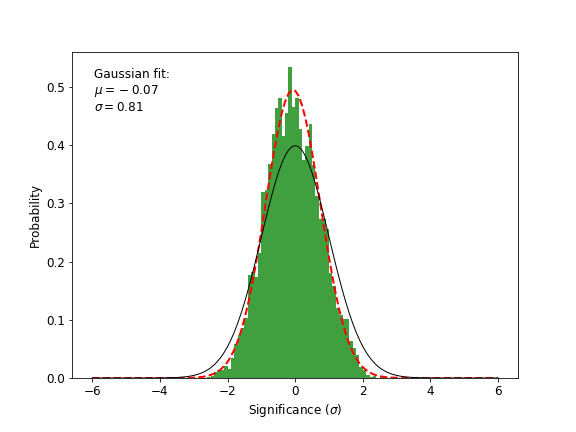 Gaussian fit:
μ = −0.07
σ = 0.81
Probability
0.5
0.4
0.3
0.2
0.1
0.0
−6
−4
−2
0
2
4
6
Significance (σ)